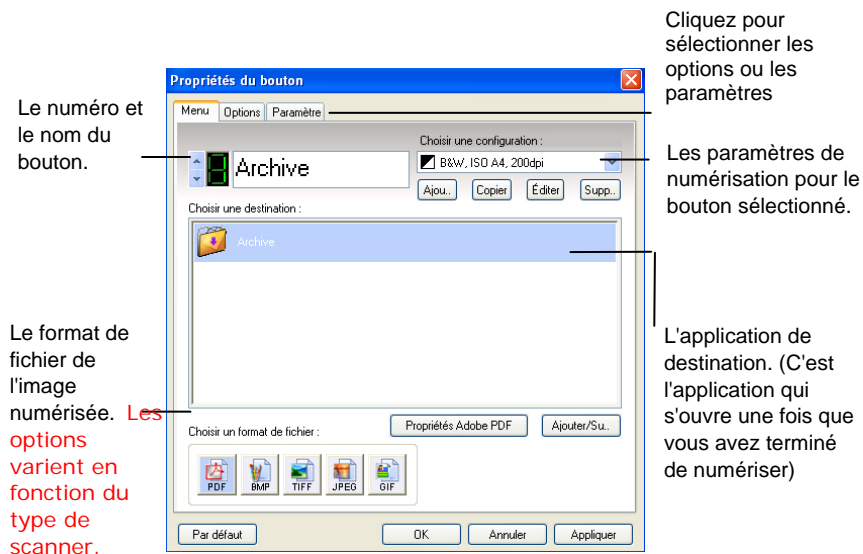 Cliquez pour
sélectionner les
options ou les
paramètres
Propriétés du bouton
Menu Options Paramètre
Le numéro et
le nom du
bouton.
Choisir une configuration :
Archive
B&W, ISO A4, 200dpi
Ajou.. Copier Éditer Supp..
Les paramètres de
numérisation pour le
bouton sélectionné.
Choisir une destination :
Archive
Le format de
fichier de
l'image
numérisée. Les
options
varient en
fonction du
type de
scanner.
L'application de
destination. (C'est
l'application qui
s'ouvre une fois que
vous avez terminé
de numériser)
Propriétés Adobe PDF Ajouter/Su..
Choisir un format de fichier :
PDF BMP TIFF JPEG GIF
Par défaut OK Annuler Appliquer